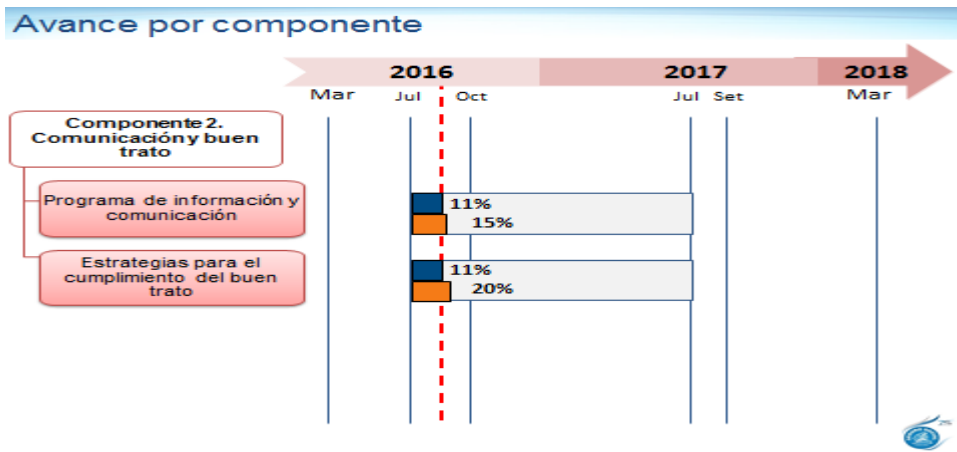 Avance por componente
2016 2017 2018
Mar Jul Oct Jul Set Mar
Componente 2.
Comunicación y buen
trato
Programa de información y
comunicación
11%
15%
Estrategias para el
cumplimiento del buen
trato
11%
20%